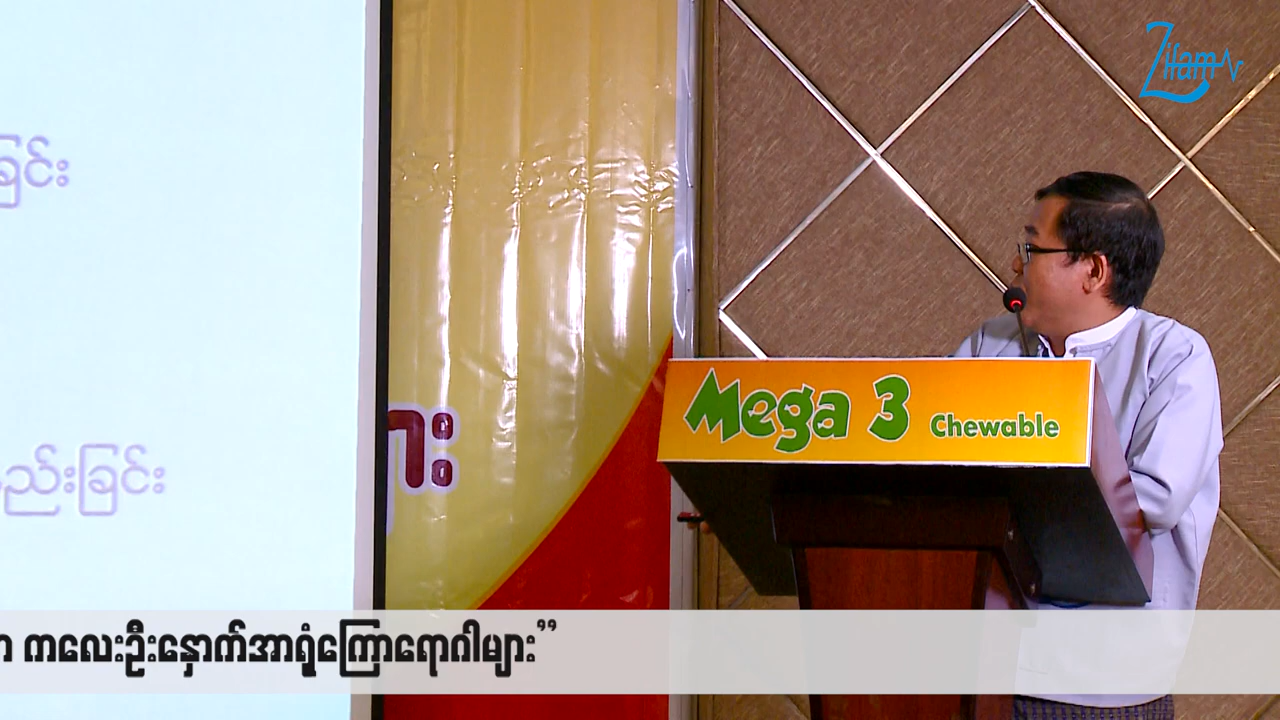 Zifam
ခြင်း
Mega 3 Chewable
ား
ည်းခြင်း
ကလေးဦးနှောက်အာရုံကြောရောဂါများ”